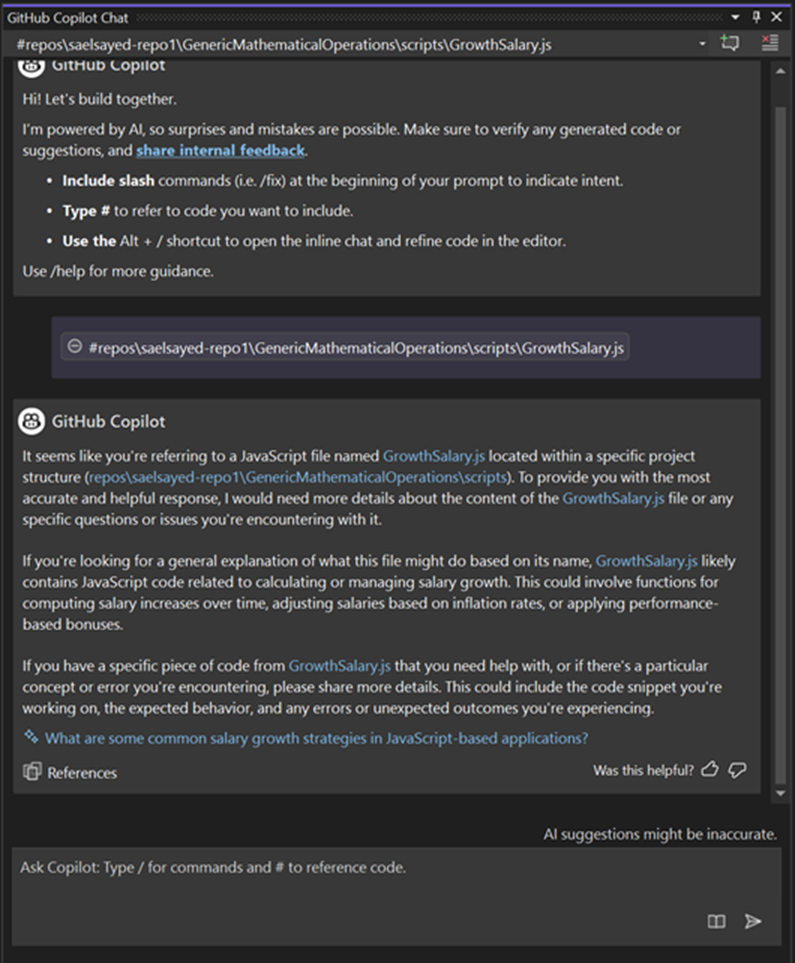 GitHub Copilot Chat
#repos\saelsayed-repo1\GenericMathematicalOperations\scripts\GrowthSalary.js
GitHub Copilot
Hi! Let's build together.
I'm powered by AI, so surprises and mistakes are possible. Make sure to verify any generated code or
suggestions, and share internal feedback.
• Include slash commands (i.e. /fix) at the beginning of your prompt to indicate intent.
• Type # to refer to code you want to include.
• Use the Alt + / shortcut to open the inline chat and refine code in the editor.
Use /help for more guidance.
#repos\saelsayed-repo1\GenericMathematicalOperations\scripts\GrowthSalary.js
GitHub Copilot
It seems like you're referring to a JavaScript file named GrowthSalary.js located within a specific project
structure (repos\saelsayed-repo1\GenericMathematicalOperations\scripts). To provide you with the most
accurate and helpful response, I would need more details about the content of the GrowthSalary.js file or any
specific questions or issues you're encountering with it.
If you're looking for a general explanation of what this file might do based on its name, GrowthSalary.js likely
contains JavaScript code related to calculating or managing salary growth. This could involve functions for
computing salary increases over time, adjusting salaries based on inflation rates, or applying performance-
based bonuses.
If you have a specific piece of code from GrowthSalary.js that you need help with, or if there's a particular
concept or error you're encountering, please share more details. This could include the code snippet you're
working on, the expected behavior, and any errors or unexpected outcomes you're experiencing.
What are some common salary growth strategies in JavaScript-based applications?
References
Was this helpful?
AI suggestions might be inaccurate.
Ask Copilot: Type / for commands and # to reference code.